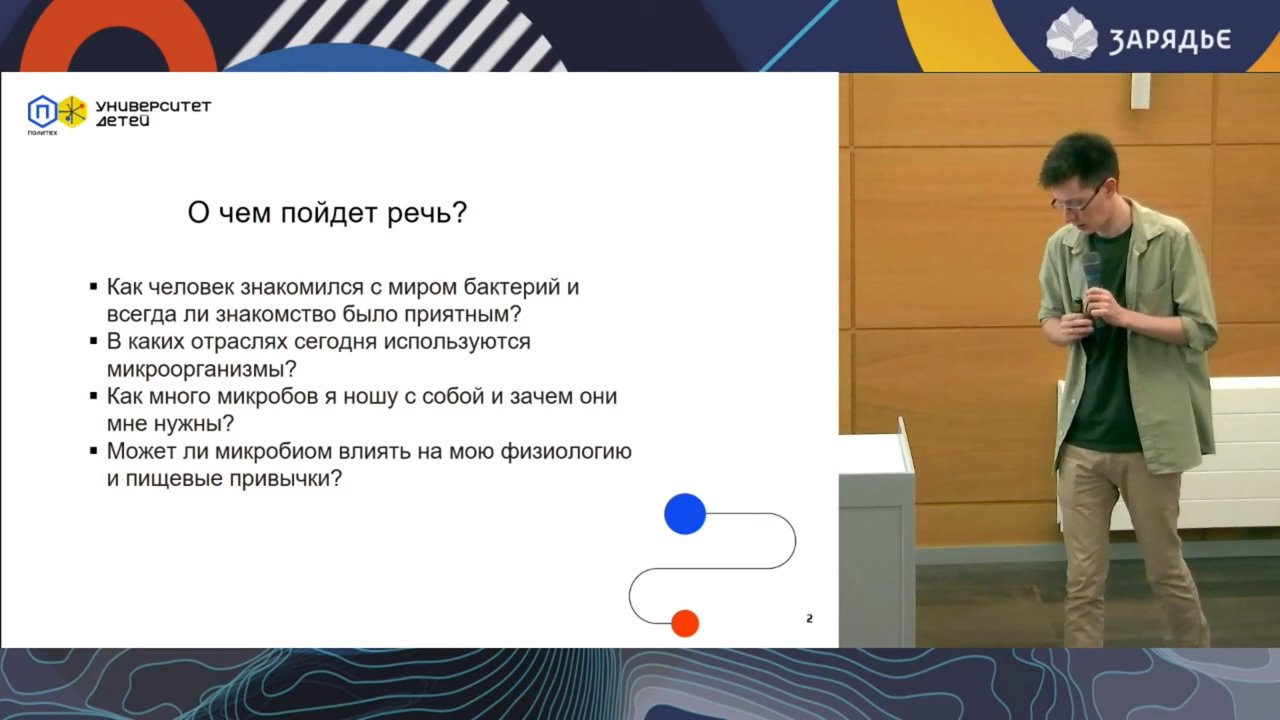 ЗАРЯДЬЕ
УНИВЕРСИТЕТ
ДЕТЕЙ
ПОЛИТЕХ
О чем пойдет речь?
▪ Как человек знакомился с миром бактерий и
всегда ли знакомство было приятным?
▪ В каких отраслях сегодня используются
микроорганизмы?
▪ Как много микробов я ношу с собой и зачем они
мне нужны?
▪ Может ли микробиом влиять на мою физиологию
и пищевые привычки?
2